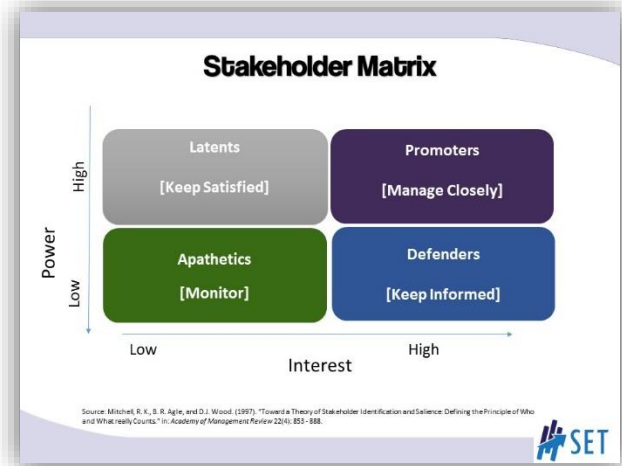 Stakeholder Matrix
High
Power
Low
Latents
[Keep Satisfied]
Promoters
[Manage Closely]
Apathetics
[Monitor]
Defenders
[Keep Informed]
Low
High
Interest
Source: Mitchell, R. K., B. R. Agle, and D.J. Wood. (1997). "Toward a Theory of Stakeholder Identification and Salience: Defining the Principle of Who
and What really Counts." in: Academy of Management Review 22(4): 853 - 888.
SET